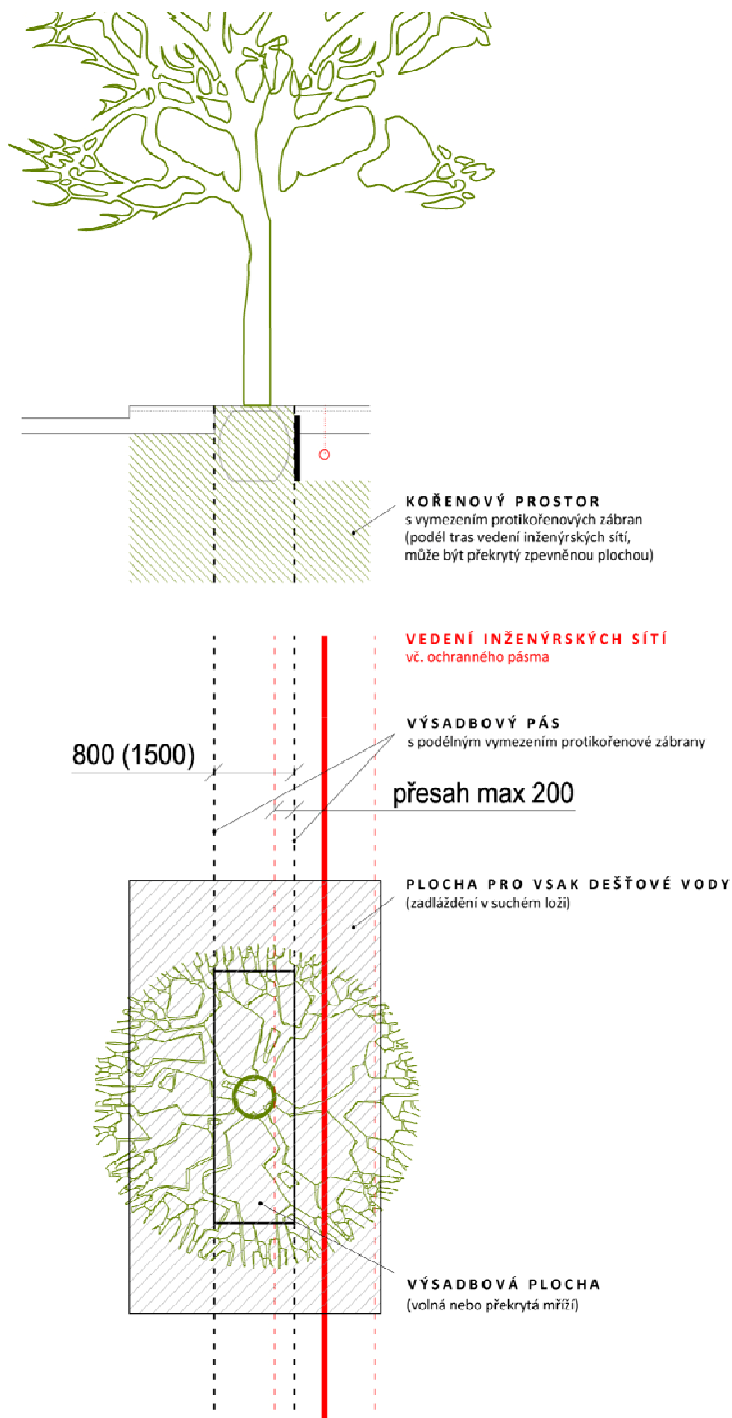 KOŘENOVÝ PROSTOR
s vymezením protikořenových zábran
(podél tras vedení inženýrských sítí,
může být překrytý zpevněnou plochou)
VEDENÍ INŽENÝRSKÝCH SÍTÍ
vč. ochranného pásma
VÝSADBOVÝ PÁS
s podélným vymezením protikořenové zábrany
800 (1500)
přesah max 200
PLOCHA PRO VSAK DEŠŤOVÉ VODY
(zadláždění v suchém loži)
VÝSADBOVÁ PLOCHA
(volná nebo překrytá mříží)